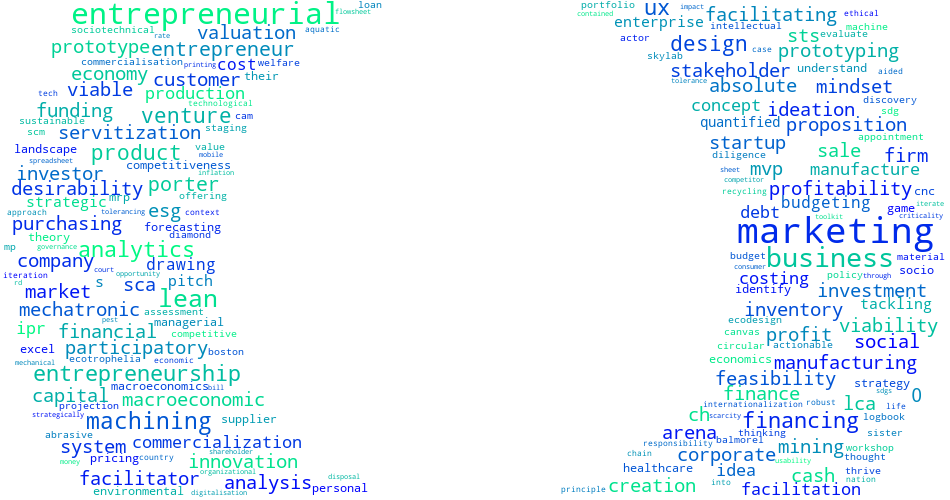 entrepreneurial
loan
flowsheet
sociotechnical
rate
valuation
aquatic
prototype
entrepreneur
commercialisation
printing
cost
welfare
economy
customer
their
tech
viable
production
technological
funding
venture
cam
sustainable
scm
servitization
staging
landscape
product
value
mobile
spreadsheet
competitiveness
inflation
investor
desirability
porter
offering
strategic
mrp
approach
tolerancing
esg
context
purchasing
forecasting
diamond
theory
mp
governance
analytics
company
court
drawing
iteration
opportunity
rd
s
sca
pitch
market
lean
mechatronic
assessment
pest
managerial
ipr
financial
competitive
excel
participatory
boston
mechanical
ecotrophelia
economic
entrepreneurship
macroeconomics
bill
capital
macroeconomic
projection
strategically
machining
supplier
abrasive
system
commercialization
pricing
country
shareholder
money
innovation
organizational
facilitator
analysis
disposal
personal
environmental
digitalisation
portfolio
contained
ux
impact
facilitating
ethical
enterprise
intellectual
machine
actor
design
case
sts
evaluate
skylab
prototyping
stakeholder
understand
aided
tolerance
absolute
mindset
concept
ideation
discovery
sdg
quantified
proposition
startup
appointment
diligence
sale
firm
sheet
mvp
manufacture
competitor
recycling
profitability
cnc
budgeting
iterate
debt
game
toolkit
criticality
marketing
budget
business
material
consumer
costing
policy
through
socio
identify
investment
inventory
tackling
ecodesign
canvas
profit
viability
circular
actionable
social
economics
manufacturing
feasibility
strategy
finance
sdgs
0
internationalization
robust
lca
life
ch
scarcity
financing
logbook
arena
thinking
sister
responsibility
balmorel
mining
workshop
chain
corporate
usability
thought
healthcare
idea
cash
thrive
into
nation
principle
creation
facilitation